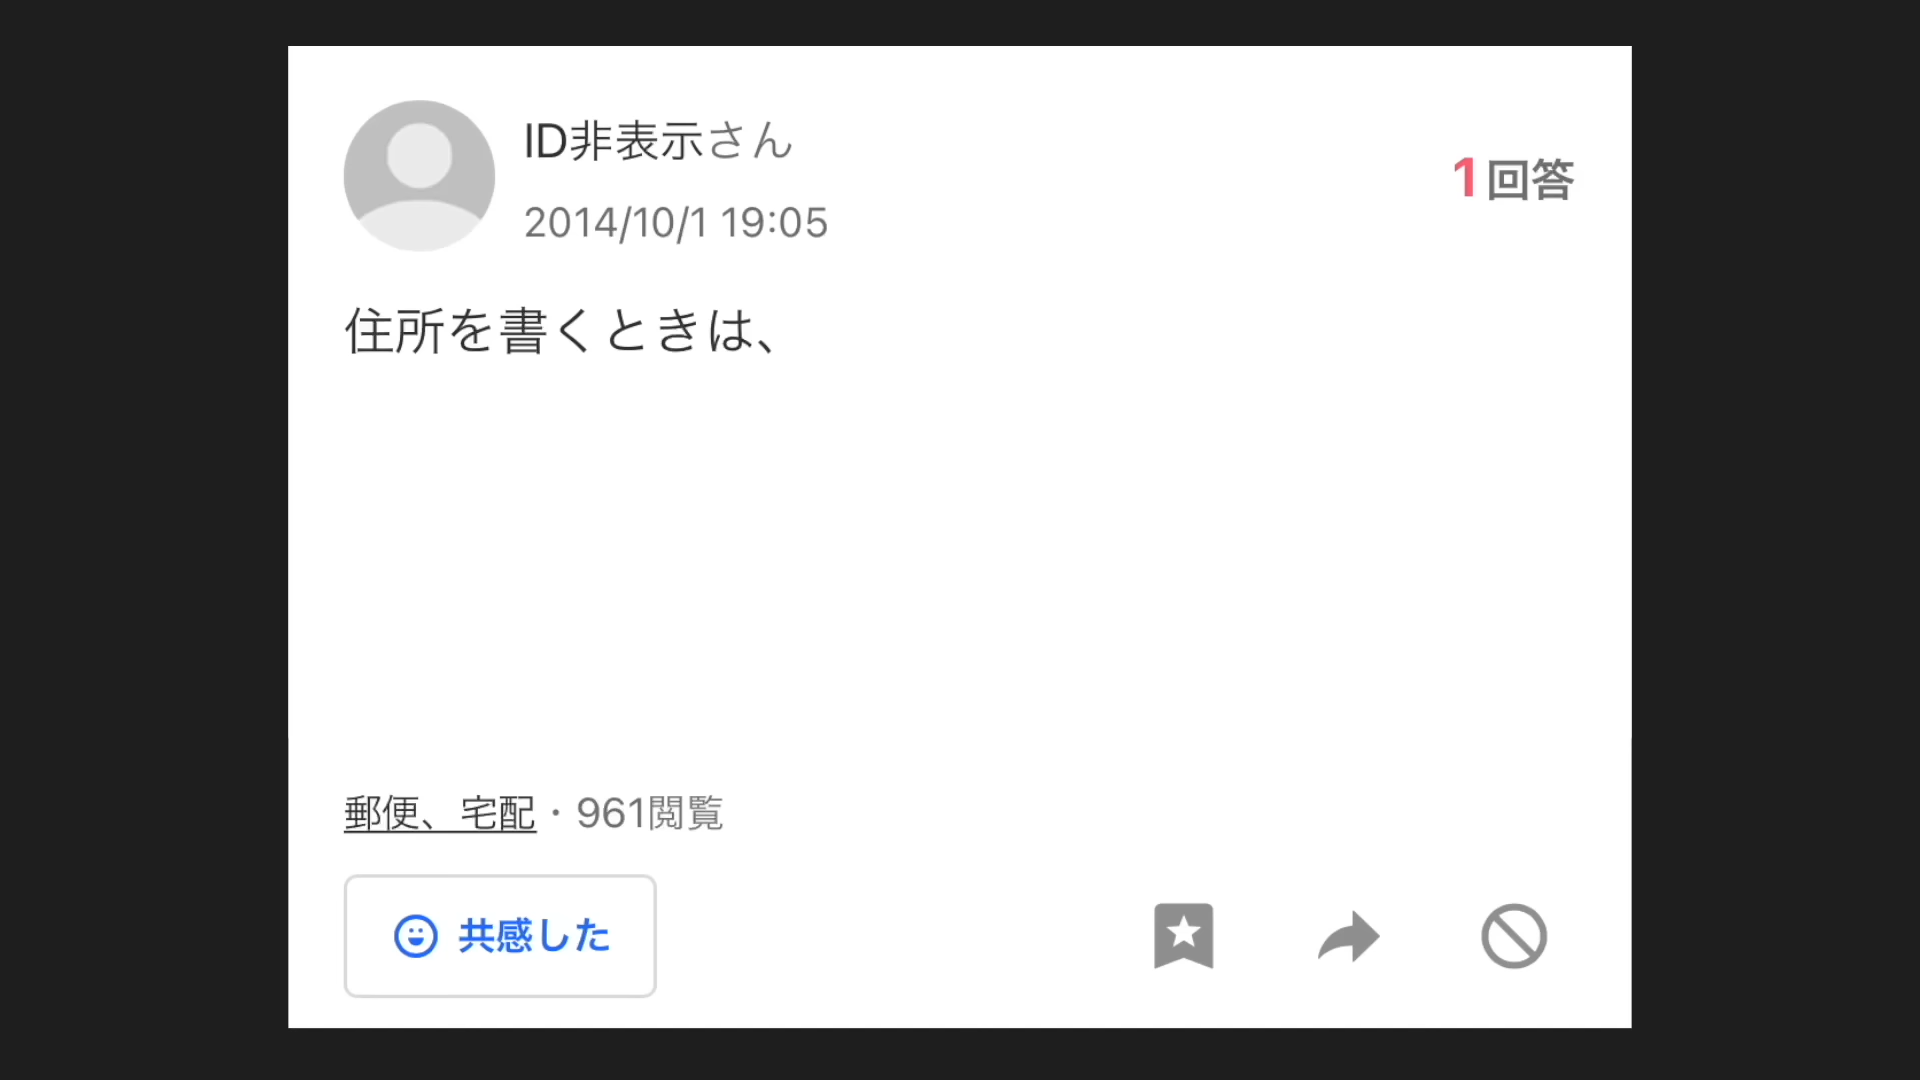 ID非表示さん
1回答
2014/10/1 19:05
住所を書くときは、
郵便、宅配・961閲覧
共感した